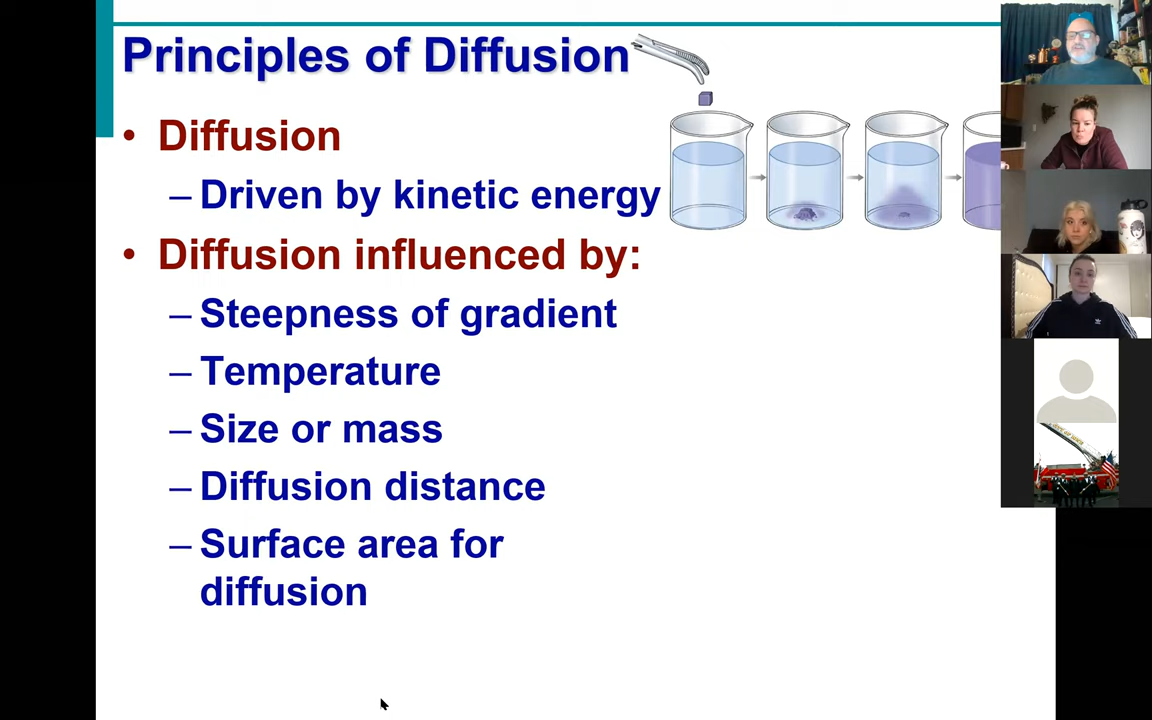 Principles of Diffusion
• Diffusion
– Driven by kinetic energy
• Diffusion influenced by:
– Steepness of gradient
– Temperature
– Size or mass
– Diffusion distance
– Surface area for
diffusion